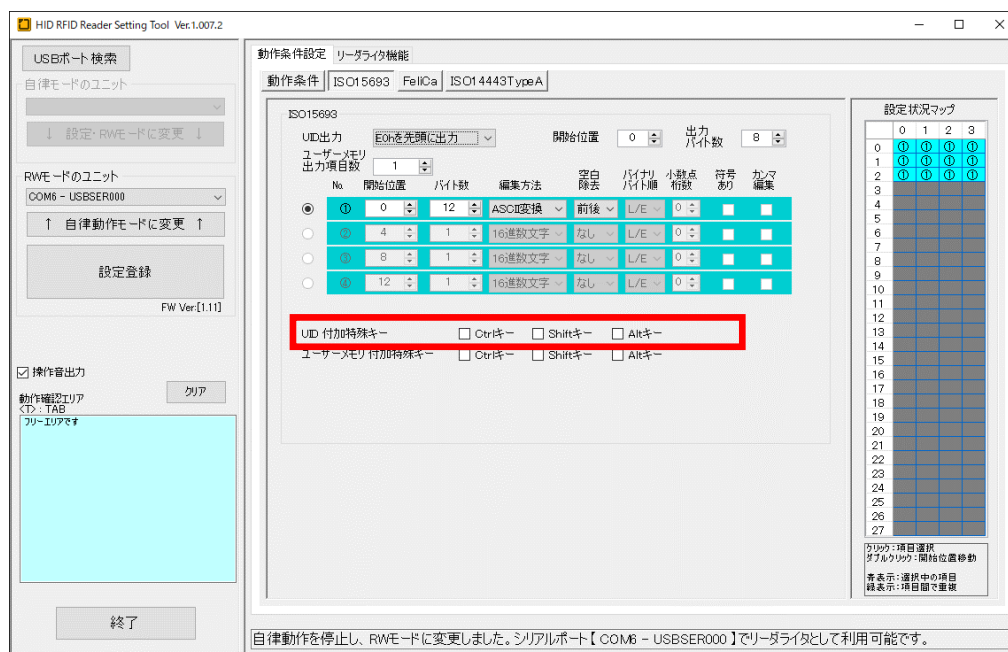 HID RFID Reader Setting Tool Ver.1.007.2
USBポート検索
自律モードのユニット
↓ 設定・RWモードに変更 ↓
RWモードのユニット
COM6 - USBSER000
↑ 自律動作モードに変更 ↑
設定登録
FW Ver:[1.11]
操作音出力
動作確認エリア
クリア
<T> : TAB
フリーエリアです
終了
動作条件設定 リーダライタ機能
動作条件 ISO15693 FeliCa ISO14443TypeA
ISO15693
UID出力 E0hを先頭に出力 開始位置 0 出力バイト数 8
ユーザーメモリ
出力項目数 1
No. 開始位置 バイト数 編集方法 空白除去 バイナリバイト順 小数点桁数 符号あり カンマ編集
① 0 12 ASCII変換 前後 L/E 0
② 4 1 16進数文字 なし L/E 0
③ 8 1 16進数文字 なし L/E 0
④ 12 1 16進数文字 なし L/E 0
UID 付加特殊キー Ctrlキー Shiftキー Altキー
ユーザーメモリ 付加特殊キー Ctrlキー Shiftキー Altキー
設定状況マップ
0 1 2 3
0 ① ① ① ①
1 ① ① ① ①
2 ① ① ① ①
3
4
5
6
7
8
9
10
11
12
13
14
15
16
17
18
19
20
21
22
23
24
25
26
27
クリック:項目選択
ダブルクリック:開始位置移動
青表示:選択中の項目
緑表示:項目間で重複
自律動作を停止し、RWモードに変更しました。シリアルポート【 COM6 - USBSER000 】でリーダライタとして利用可能です。